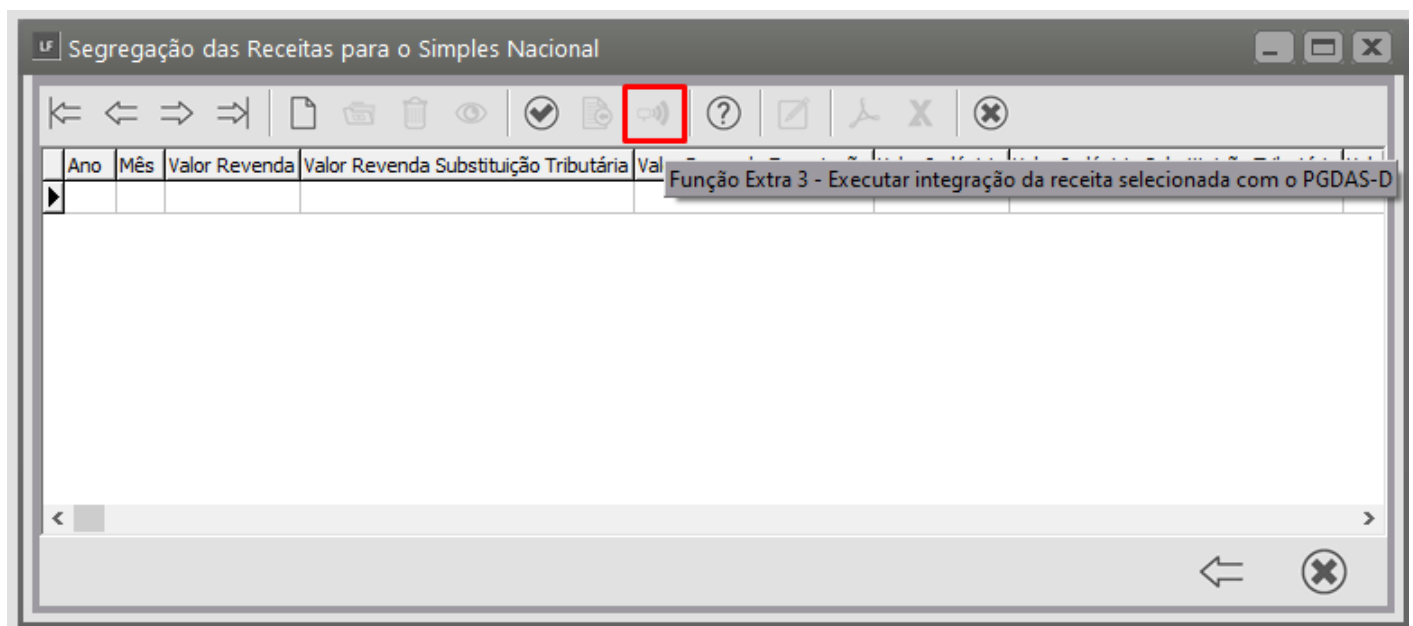 LF Segregação das Receitas para o Simples Nacional
Ano Mês Valor Revenda Valor Revenda Substituição Tributária
Função Extra 3 - Executar integração da receita selecionada com o PGDAS-D